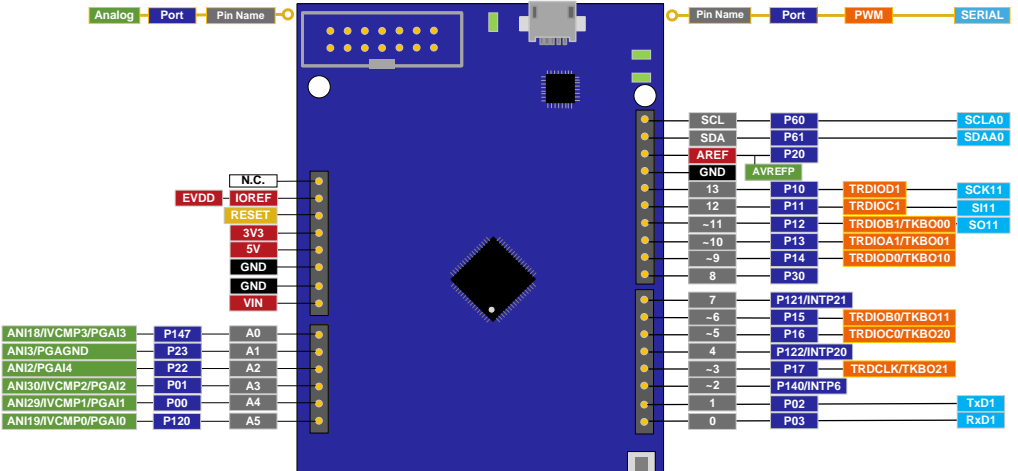 Analog Port Pin Name
Pin Name Port PWM SERIAL
N.C.
EVDD IOREF
RESET
3V3
5V
GND
GND
VIN
ANI18/IVCMP3/PGAI3 P147 A0
ANI3/PGAGND P23 A1
ANI2/PGAI4 P22 A2
ANI30/IVCMP2/PGAI2 P01 A3
ANI29/IVCMP1/PGAI1 P00 A4
ANI19/IVCMP0/PGAI0 P120 A5
SCL P60 SCLA0
SDA P61 SDAA0
AREF P20
GND AVREFP
13 P10 TRDIOD1 SCK11
12 P11 TRDIOC1 SI11
~11 P12 TRDIOB1/TKBO00 SO11
~10 P13 TRDIOA1/TKBO01
~9 P14 TRDIOD0/TKBO10
8 P30
7 P121/INTP21
~6 P15 TRDIOB0/TKBO11
~5 P16 TRDIOC0/TKBO20
4 P122/INTP20
~3 P17 TRDCLK/TKBO21
~2 P140/INTP6
1 P02 TxD1
0 P03 RxD1